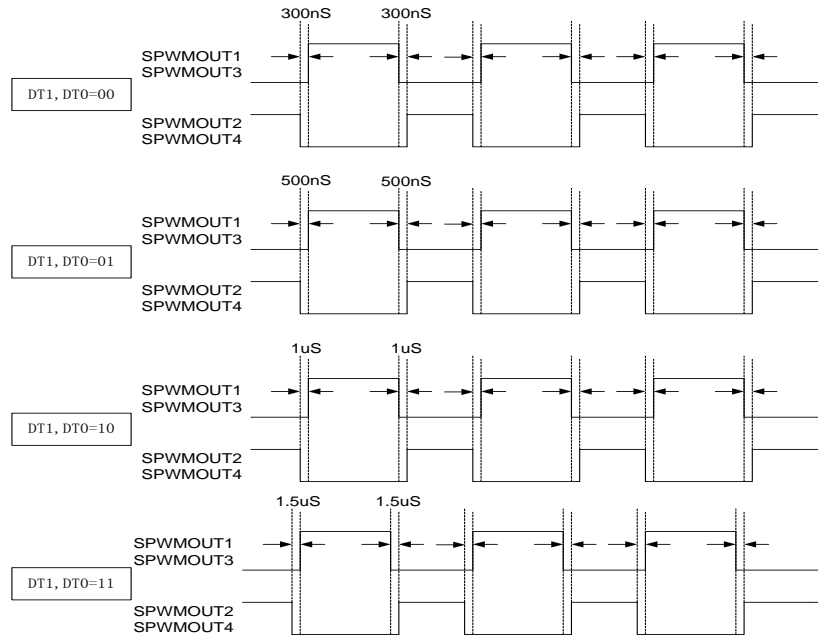 300nS 300nS
SPWMOUT1
SPWMOUT3
DT1, DT0=00
SPWMOUT2
SPWMOUT4
500nS 500nS
SPWMOUT1
SPWMOUT3
DT1, DT0=01
SPWMOUT2
SPWMOUT4
1uS 1uS
SPWMOUT1
SPWMOUT3
DT1, DT0=10
SPWMOUT2
SPWMOUT4
1.5uS 1.5uS
SPWMOUT1
SPWMOUT3
DT1, DT0=11
SPWMOUT2
SPWMOUT4